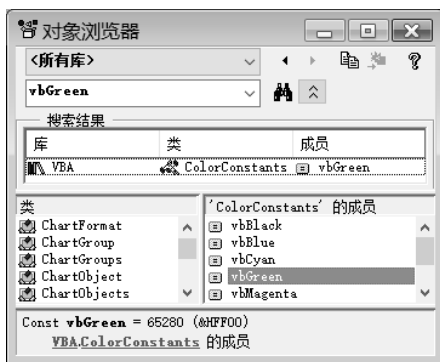 对象浏览器
<所有库>
vbGreen
搜索结果
库 类 成员
VBA ColorConstants vbGreen
类 'ColorConstants' 的成员
ChartFormat vbBlack
ChartGroup vbBlue
ChartGroups vbCyan
ChartObject vbGreen
ChartObjects vbMagenta
Const vbGreen = 65280 (&HFF00)
VBA.ColorConstants 的成员